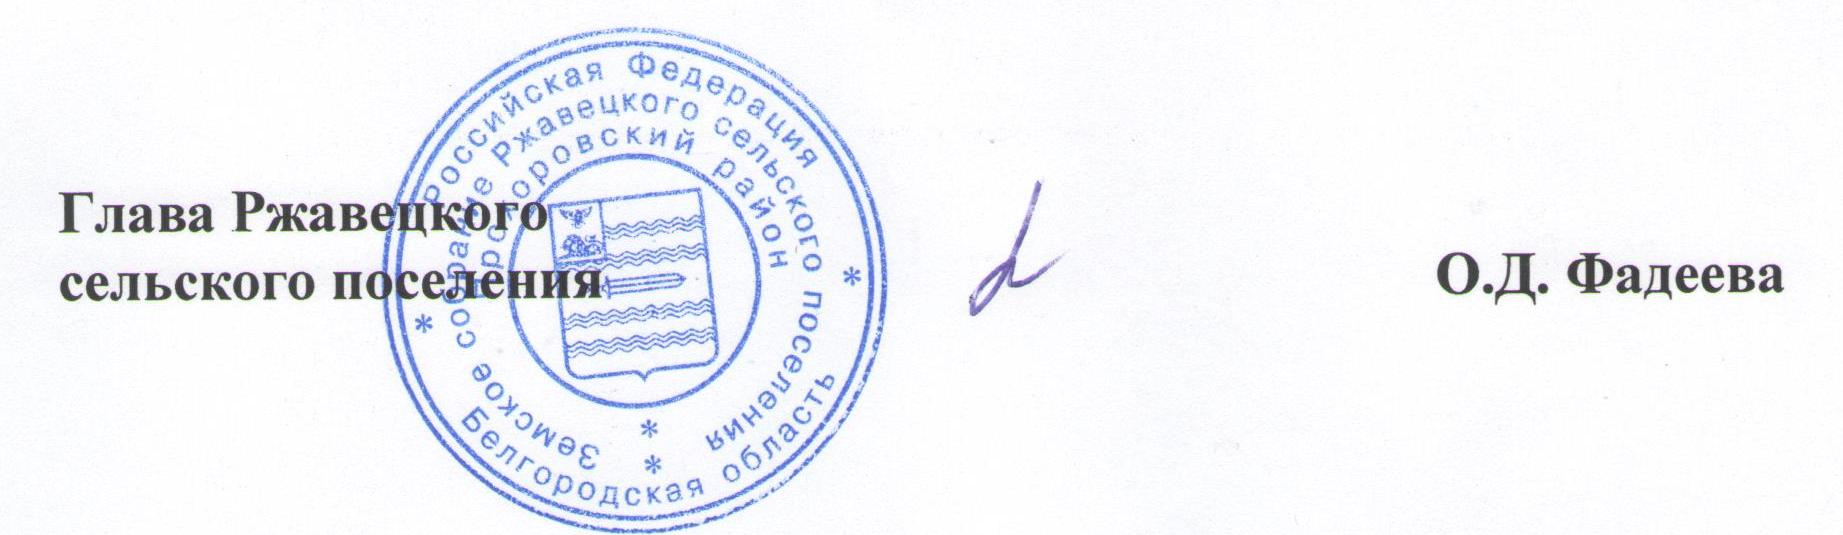 Глава Ржавецкого
сельского поселения
О.Д. Фадеева
* Российская Федерация *
Белгородская область
Земское собрание Ржавецкого сельского поселения *
Прохоровский район *